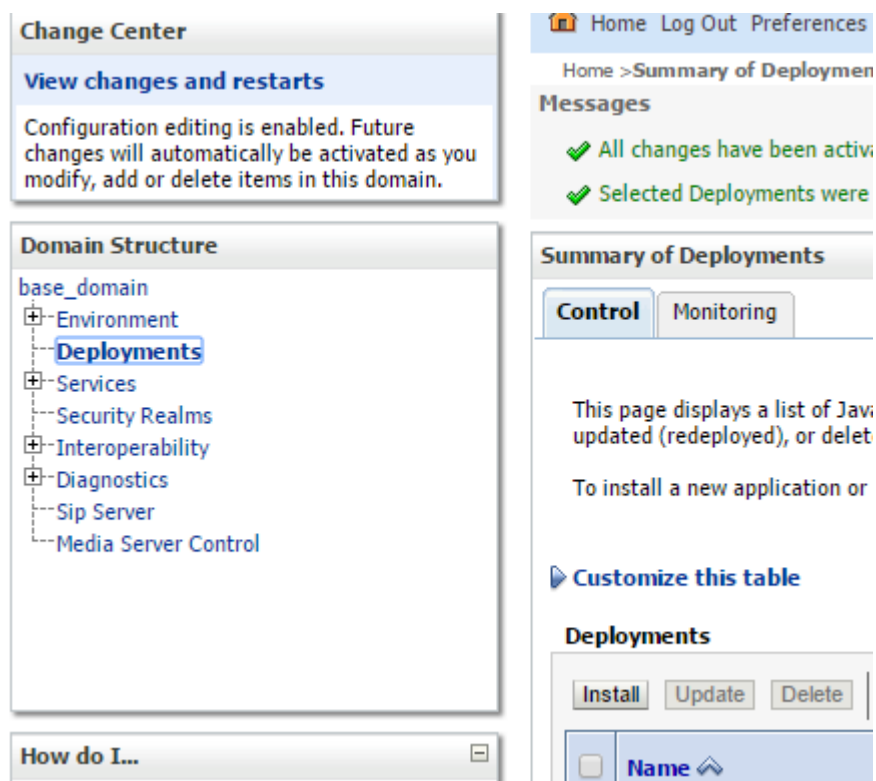 Change Center
View changes and restarts
Configuration editing is enabled. Future
changes will automatically be activated as you
modify, add or delete items in this domain.
Domain Structure
base_domain
Environment
Deployments
Services
Security Realms
Interoperability
Diagnostics
Sip Server
Media Server Control
How do I...
Home Log Out Preferences
Home >Summary of Deploymen
Messages
All changes have been activa
Selected Deployments were
Summary of Deployments
Control Monitoring
This page displays a list of Java
updated (redeployed), or delete
To install a new application or
Customize this table
Deployments
Install Update Delete
Name